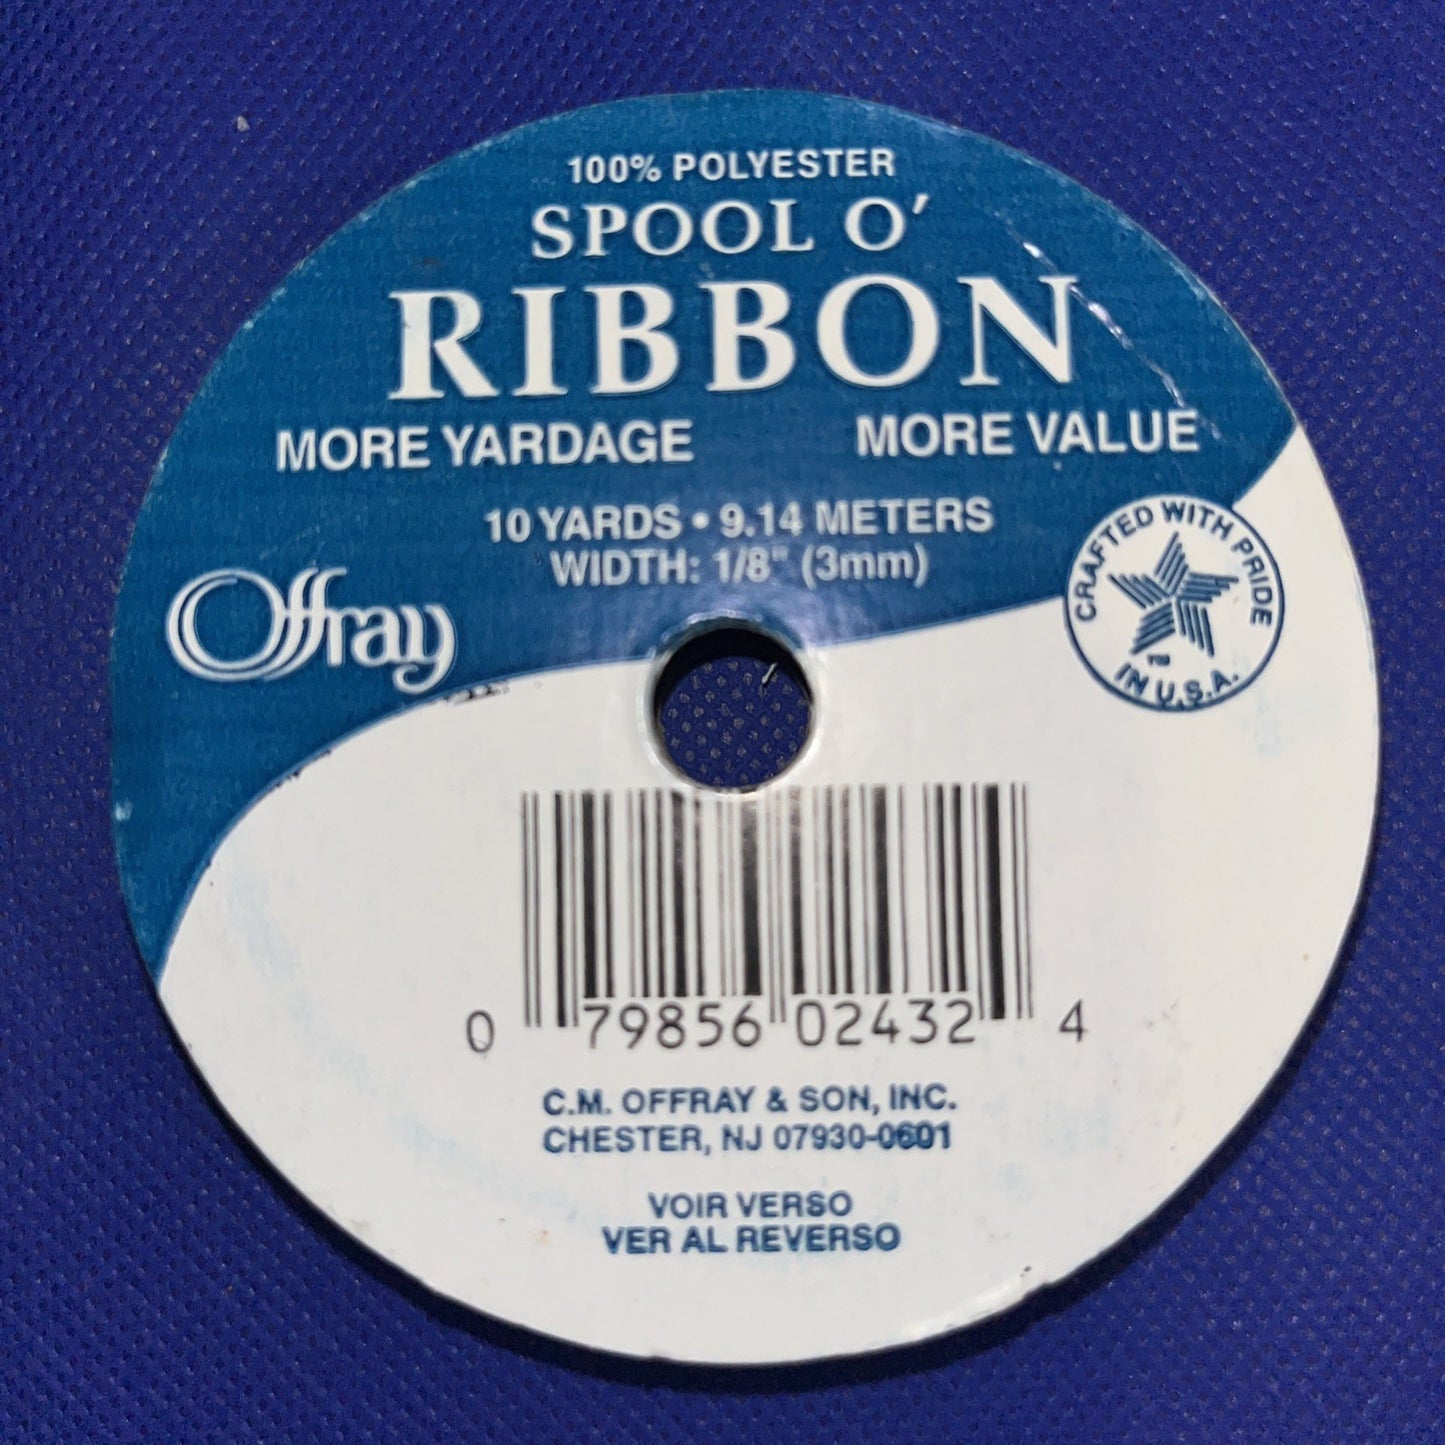 100% POLYESTER
SPOOL O'
RIBBON
MORE YARDAGE MORE VALUE
10 YARDS • 9.14 METERS
WIDTH: 1/8" (3mm)
Offray
CRAFTED WITH PRIDE
TM
IN U.S.A.
0 79856 02432 4
C.M. OFFRAY & SON, INC.
CHESTER, NJ 07930-0601
VOIR VERSO
VER AL REVERSO